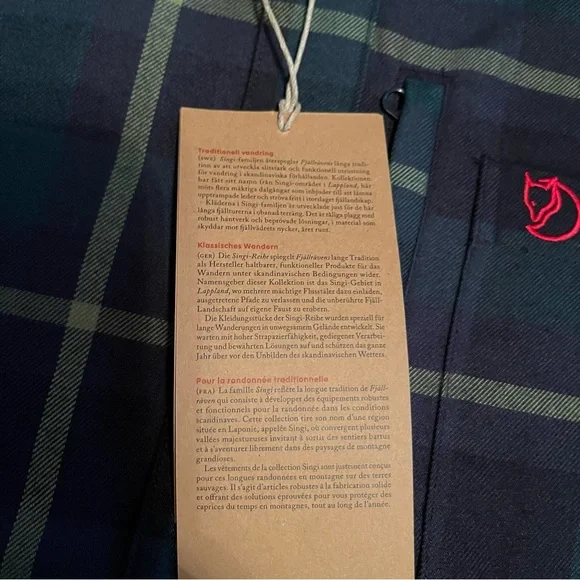 Traditionell vandring
(SWE) Singi-familjen återspeglar Fjällrävens långa tradi-
tion av att utveckla slitstark och funktionell utrustning
för vandring i skandinaviska förhållanden. Kollektionen
har fått sitt namn från Singi-området i Lappland, där
möts flera mäktiga dalgångar som inbjuder till att lämna
upptrampade leder och ströva fritt i storslaget fjällandskap.
Kläderna i Singi-familjen är utvecklade just för de här
långa fjällturerna i obanad terräng. Det är tåliga plagg med
robust hantverk och beprövade lösningar, i material som
skyddar mot fjällvädrets nycker, året runt.
Klassisches Wandern
(GER) Die Singi-Reihe spiegelt Fjällrävens lange Tradition
als Hersteller haltbarer, funktioneller Produkte für das
Wandern unter skandinavischen Bedingungen wider.
Namensgeber dieser Kollektion ist das Singi-Gebiet in
Lappland, wo mehrere mächtige Flusstäler dazu einladen,
ausgetretene Pfade zu verlassen und die unberührte Fjäll-
Landschaft auf eigene Faust zu erobern.
Die Kleidungsstücke der Singi-Reihe wurden speziell für
lange Wanderungen in unwegsamem Gelände entwickelt. Sie
warten mit hoher Strapazierfähigkeit, gediegener Verarbei-
tung und bewährten Lösungen auf und schützen das ganze
Jahr über vor den Unbilden des skandinavischen Wetters.
Pour la randonnée traditionnelle
(FRA) La famille Singi reflète la longue tradition de Fjäll-
räven qui consiste à développer des équipements robustes
et fonctionnels pour la randonnée dans les conditions
scandinaves. Cette collection tire son nom d'une région
située en Laponie, appelée Singi, où convergent plusieurs
vallées majestueuses invitant à sortir des sentiers battus
et à s'aventurer librement dans des paysages de montagne
grandioses.
Les vêtements de la collection Singi sont justement conçus
pour ces longues randonnées en montagne sur des terres
sauvages. Il s'agit d'articles robustes à la fabrication solide
et offrant des solutions éprouvées pour vous protéger des
caprices du temps en montagnes, tout au long de l'année.